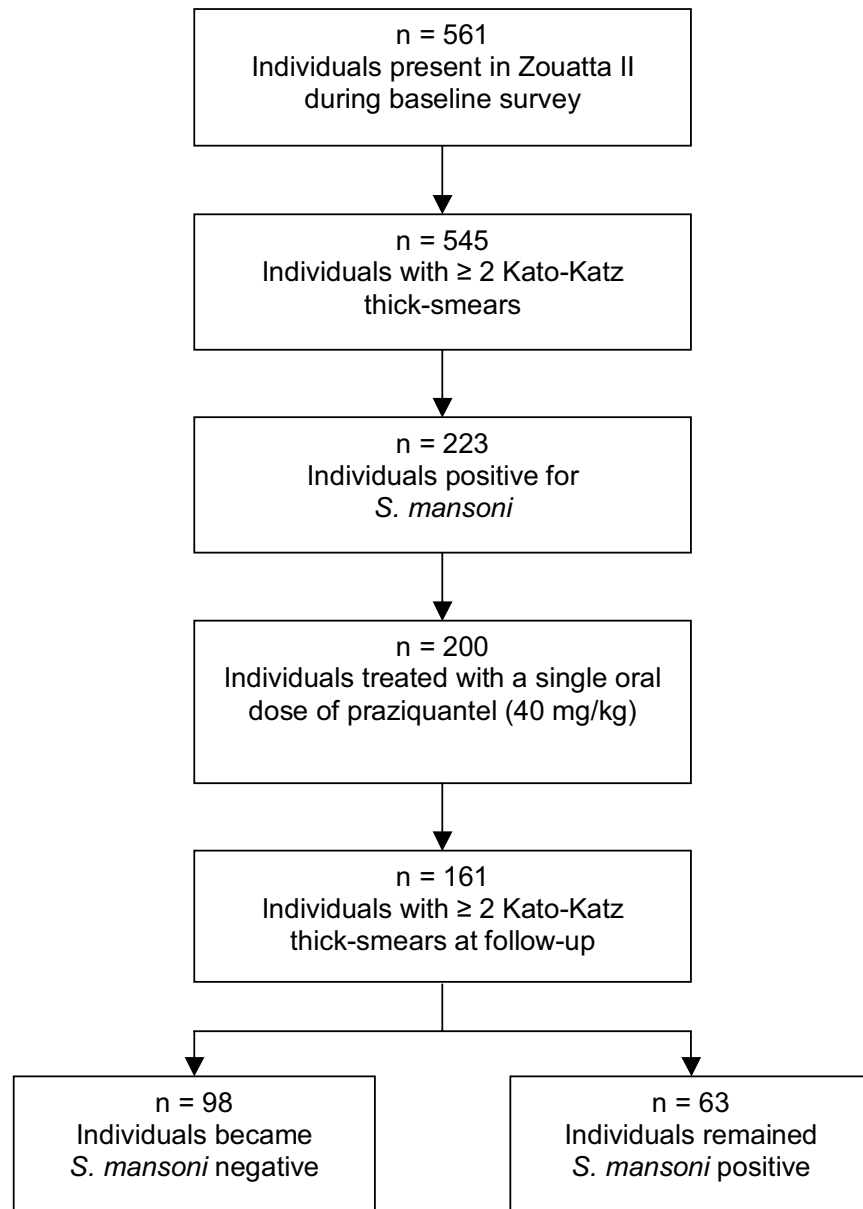 n = 561
Individuals present in Zouatta II
during baseline survey
n = 545
Individuals with ≥ 2 Kato-Katz
thick-smears
n = 223
Individuals positive for
S. mansoni
n = 200
Individuals treated with a single oral
dose of praziquantel (40 mg/kg)
n = 161
Individuals with ≥ 2 Kato-Katz
thick-smears at follow-up
n = 98
Individuals became
S. mansoni negative
n = 63
Individuals remained
S. mansoni positive